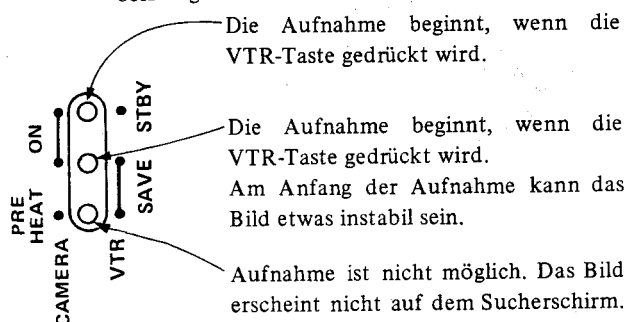 Die Aufnahme beginnt, wenn die
VTR-Taste gedrückt wird.
Die Aufnahme beginnt, wenn die
VTR-Taste gedrückt wird.
Am Anfang der Aufnahme kann das
Bild etwas instabil sein.
Aufnahme ist nicht möglich. Das Bild
erscheint nicht auf dem Sucherschirm.
ON
STBY
PRE
HEAT
SAVE
CAMERA
VTR